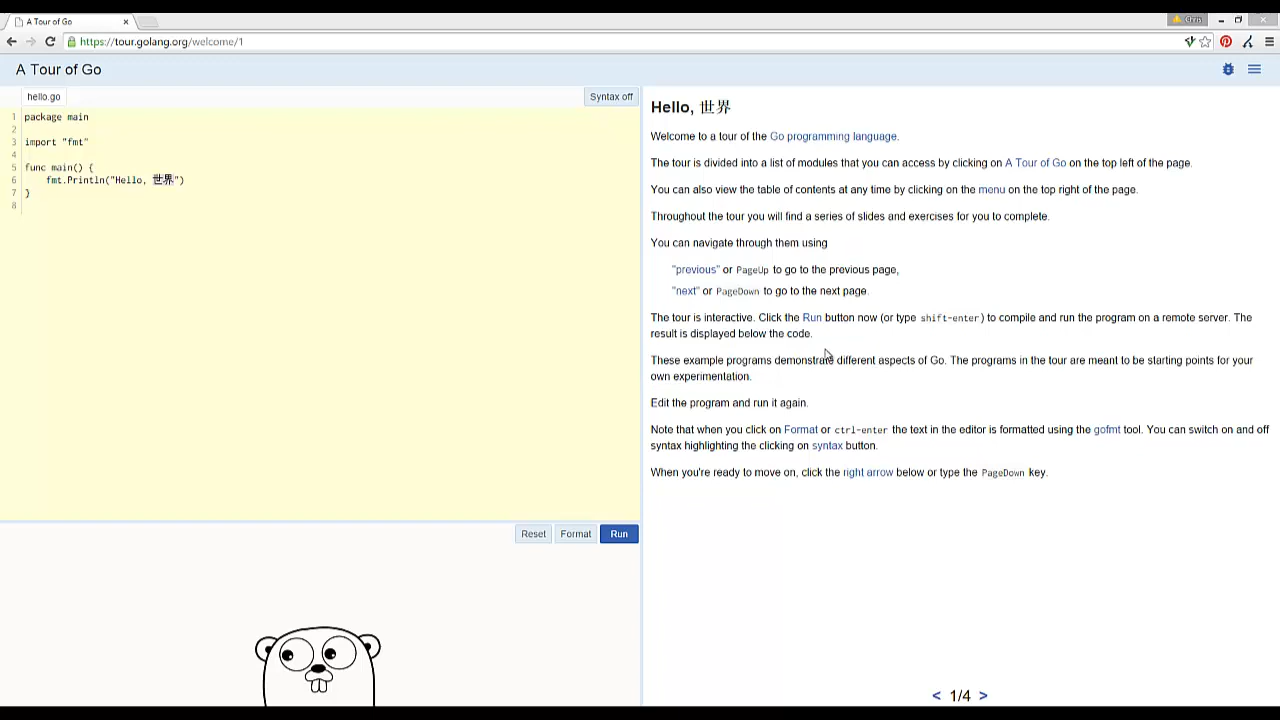 A Tour of Go
Chris
https://tour.golang.org/welcome/1
A Tour of Go
hello.go
Syntax off
1 package main
2
3 import "fmt"
4
5 func main() {
6 fmt.Println("Hello, 世界")
7 }
8
Reset Format Run
Hello, 世界
Welcome to a tour of the Go programming language.
The tour is divided into a list of modules that you can access by clicking on A Tour of Go on the top left of the page.
You can also view the table of contents at any time by clicking on the menu on the top right of the page.
Throughout the tour you will find a series of slides and exercises for you to complete.
You can navigate through them using
"previous" or PageUp to go to the previous page,
"next" or PageDown to go to the next page.
The tour is interactive. Click the Run button now (or type shift-enter) to compile and run the program on a remote server. The
result is displayed below the code.
These example programs demonstrate different aspects of Go. The programs in the tour are meant to be starting points for your
own experimentation.
Edit the program and run it again.
Note that when you click on Format or ctrl-enter the text in the editor is formatted using the gofmt tool. You can switch on and off
syntax highlighting the clicking on syntax button.
When you're ready to move on, click the right arrow below or type the PageDown key.
< 1/4 >